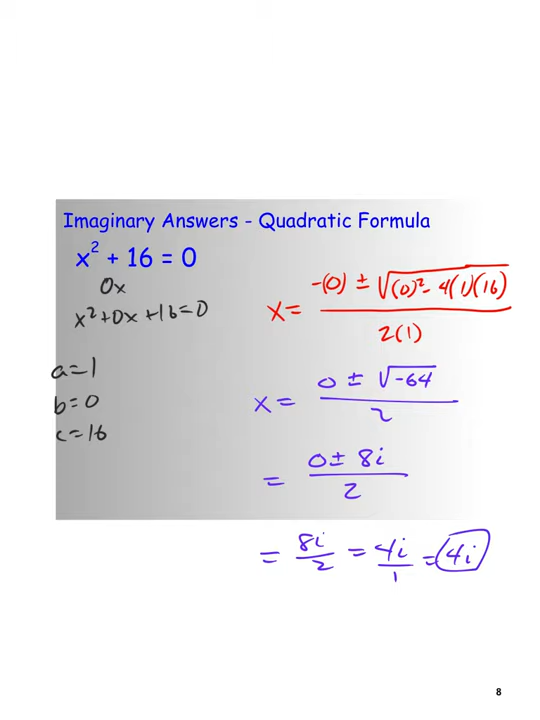 Imaginary Answers - Quadratic Formula
x² + 16 = 0
0x
x² + 0x + 16 = 0
a = 1
b = 0
c = 16
x = (-(0) ± √((0)² - 4(1)(16))) / 2(1)
x = (0 ± √-64) / 2
= (0 ± 8i) / 2
= 8i/2 = 4i/1 = 4i
8